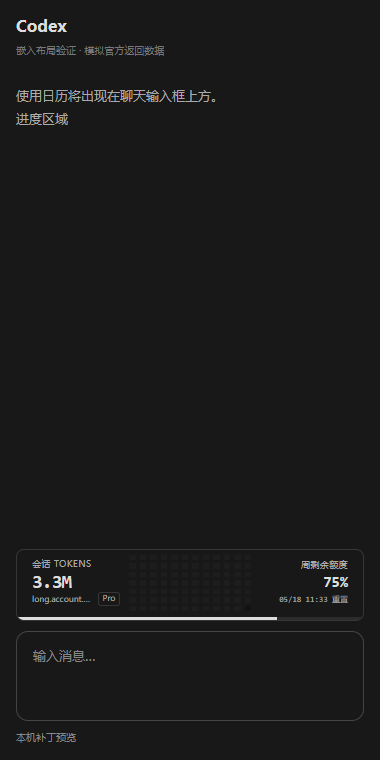 Codex
嵌入布局验证 · 模拟官方返回数据
使用日历将出现在聊天输入框上方。
进度区域
会话 TOKENS
周剩余额度
3.3M
75%
long.account.... Pro
05/18 11:33 重置
输入消息...
本机补丁预览